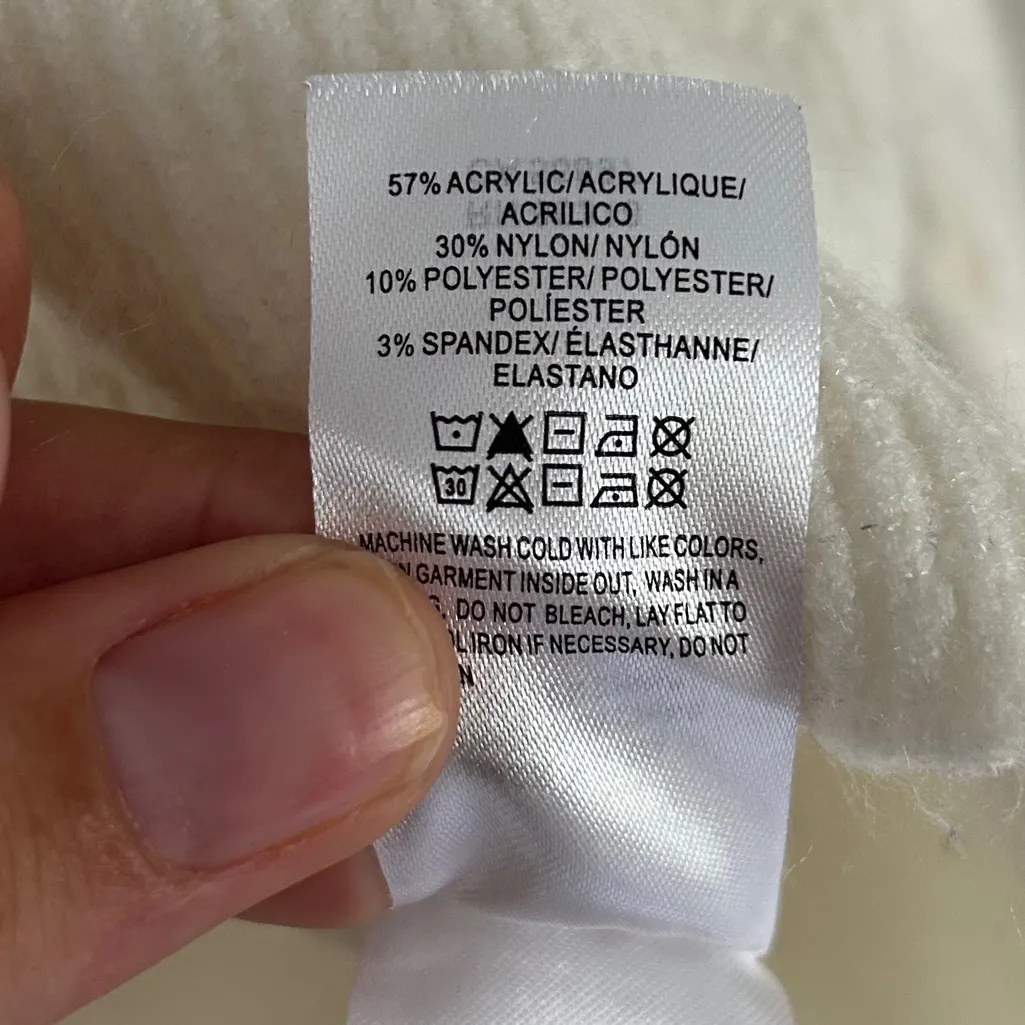 57% ACRYLIC/ ACRYLIQUE/
ACRILICO
30% NYLON/ NYLÓN
10% POLYESTER/ POLYESTER/
POLÍESTER
3% SPANDEX/ ÉLASTHANNE/
ELASTANO
30
MACHINE WASH COLD WITH LIKE COLORS,
GARMENT INSIDE OUT, WASH IN A
DO NOT BLEACH, LAY FLAT TO
IRON IF NECESSARY, DO NOT